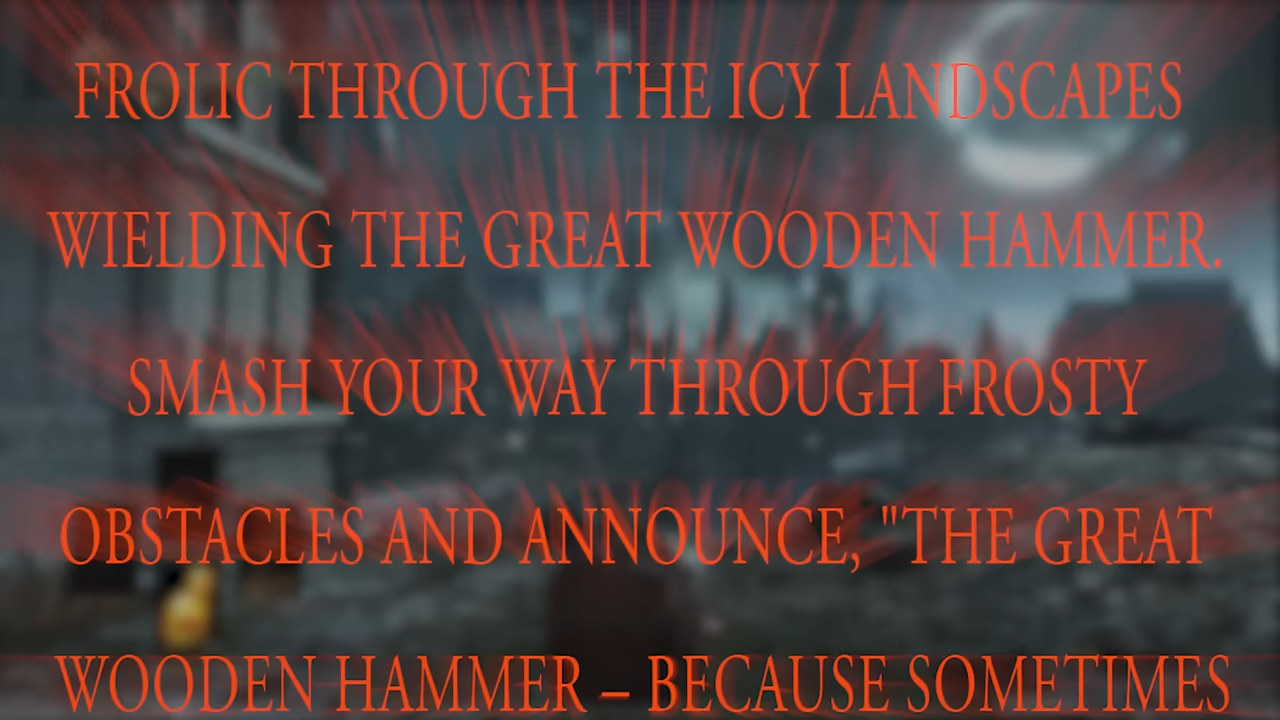 FROLIC THROUGH THE ICY LANDSCAPES
WIELDING THE GREAT WOODEN HAMMER.
SMASH YOUR WAY THROUGH FROSTY
OBSTACLES AND ANNOUNCE, "THE GREAT
WOODEN HAMMER – BECAUSE SOMETIMES